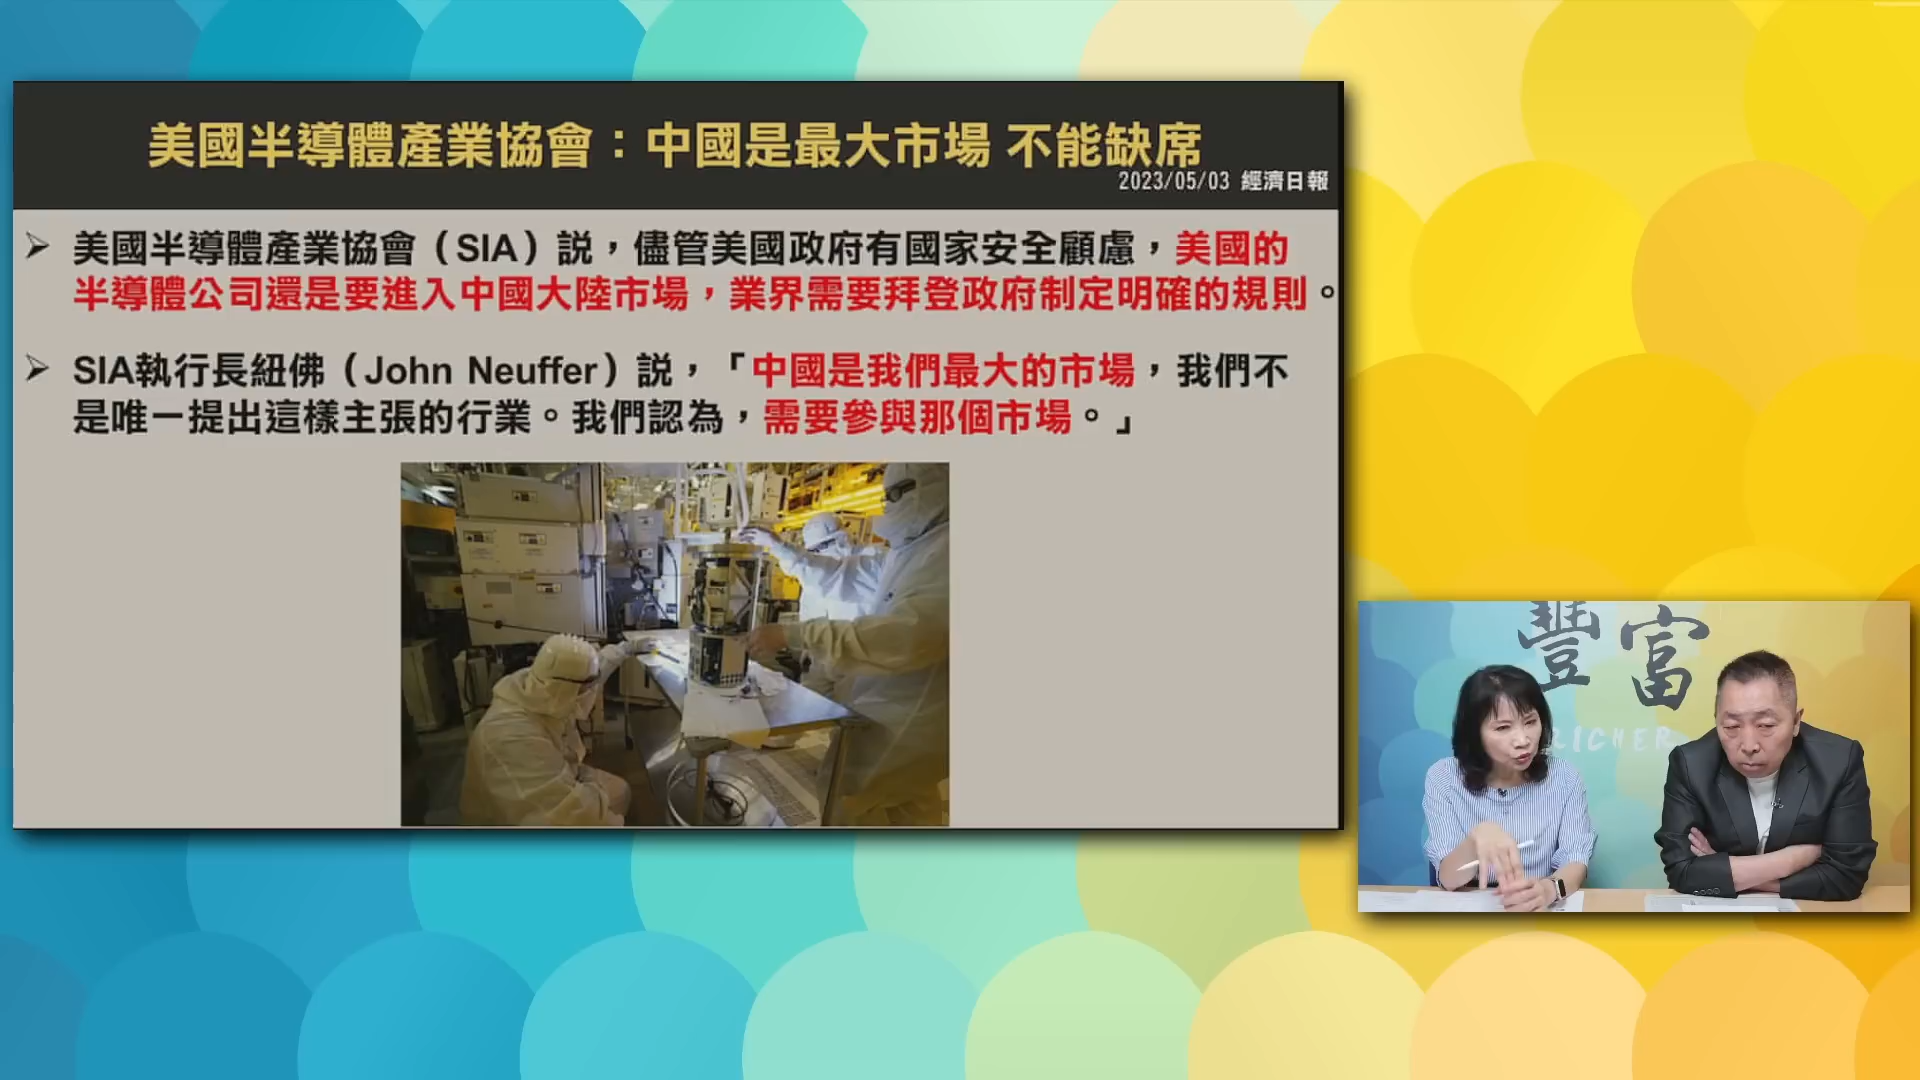 美國半導體產業協會：中國是最大市場 不能缺席
2023/05/03 經濟日報
➢ 美國半導體產業協會（SIA）説，儘管美國政府有國家安全顧慮，美國的
半導體公司還是要進入中國大陸市場，業界需要拜登政府制定明確的規則。
➢ SIA執行長紐佛（John Neuffer）説，「中國是我們最大的市場，我們不
是唯一提出這樣主張的行業。我們認為，需要參與那個市場。」
豐富
RICHER